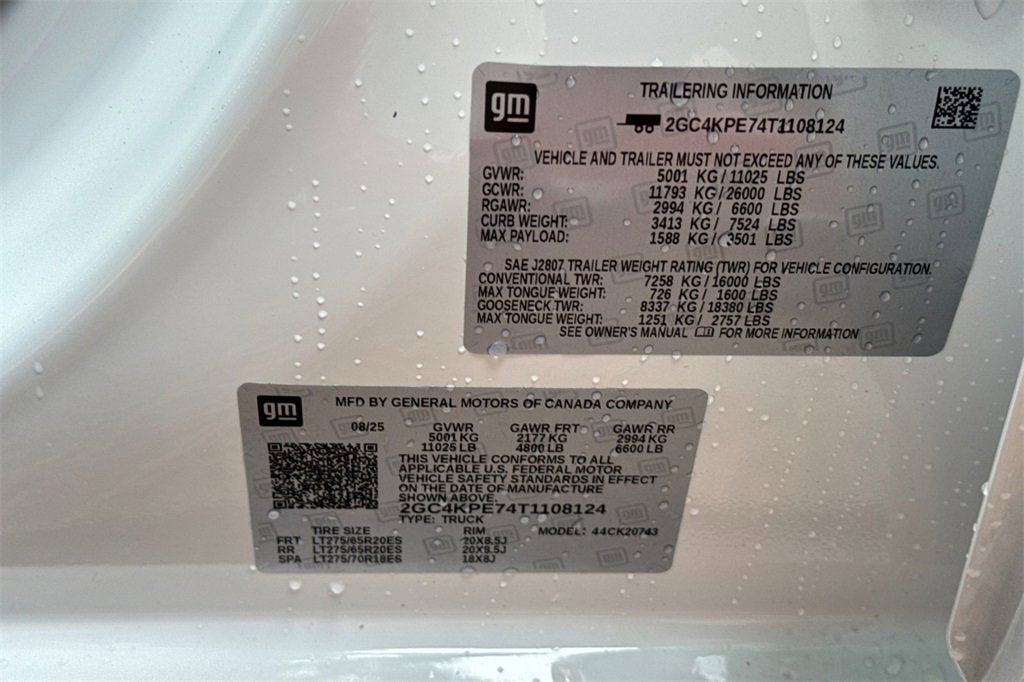 gm
TRAILERING INFORMATION
2GC4KPE74T1108124
VEHICLE AND TRAILER MUST NOT EXCEED ANY OF THESE VALUES.
GVWR: 5001 KG / 11025 LBS
GCWR: 11793 KG / 26000 LBS
RGAWR: 2994 KG / 6600 LBS
CURB WEIGHT: 3413 KG / 7524 LBS
MAX PAYLOAD: 1588 KG / 3501 LBS
SAE J2807 TRAILER WEIGHT RATING (TWR) FOR VEHICLE CONFIGURATION.
CONVENTIONAL TWR: 7258 KG / 16000 LBS
MAX TONGUE WEIGHT: 726 KG / 1600 LBS
GOOSENECK TWR: 8337 KG / 18380 LBS
MAX TONGUE WEIGHT: 1251 KG / 2757 LBS
SEE OWNER'S MANUAL FOR MORE INFORMATION
gm
MFD BY GENERAL MOTORS OF CANADA COMPANY
08/25 GVWR GAWR FRT GAWR RR
5001 KG 2177 KG 2994 KG
11025 LB 4800 LB 6600 LB
THIS VEHICLE CONFORMS TO ALL
APPLICABLE U.S. FEDERAL MOTOR
VEHICLE SAFETY STANDARDS IN EFFECT
ON THE DATE OF MANUFACTURE
SHOWN ABOVE.
2GC4KPE74T1108124
TYPE: TRUCK MODEL: 44CK20743
TIRE SIZE RIM
FRT LT275/65R20ES 20X8.5J
RR LT275/65R20ES 20X8.5J
SPA LT275/70R18ES 18X8J